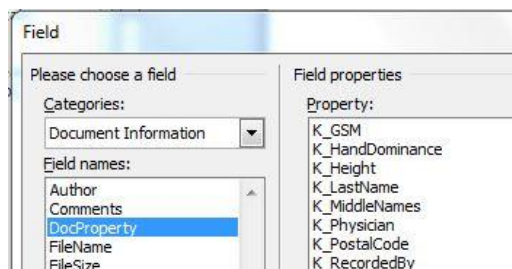 Field
Please choose a field
Categories:
Document Information
Field names:
Author
Comments
DocProperty
FileName
FileSize
Field properties
Property:
K_GSM
K_HandDominance
K_Height
K_LastName
K_MiddleNames
K_Physician
K_PostalCode
K_RecordedBy